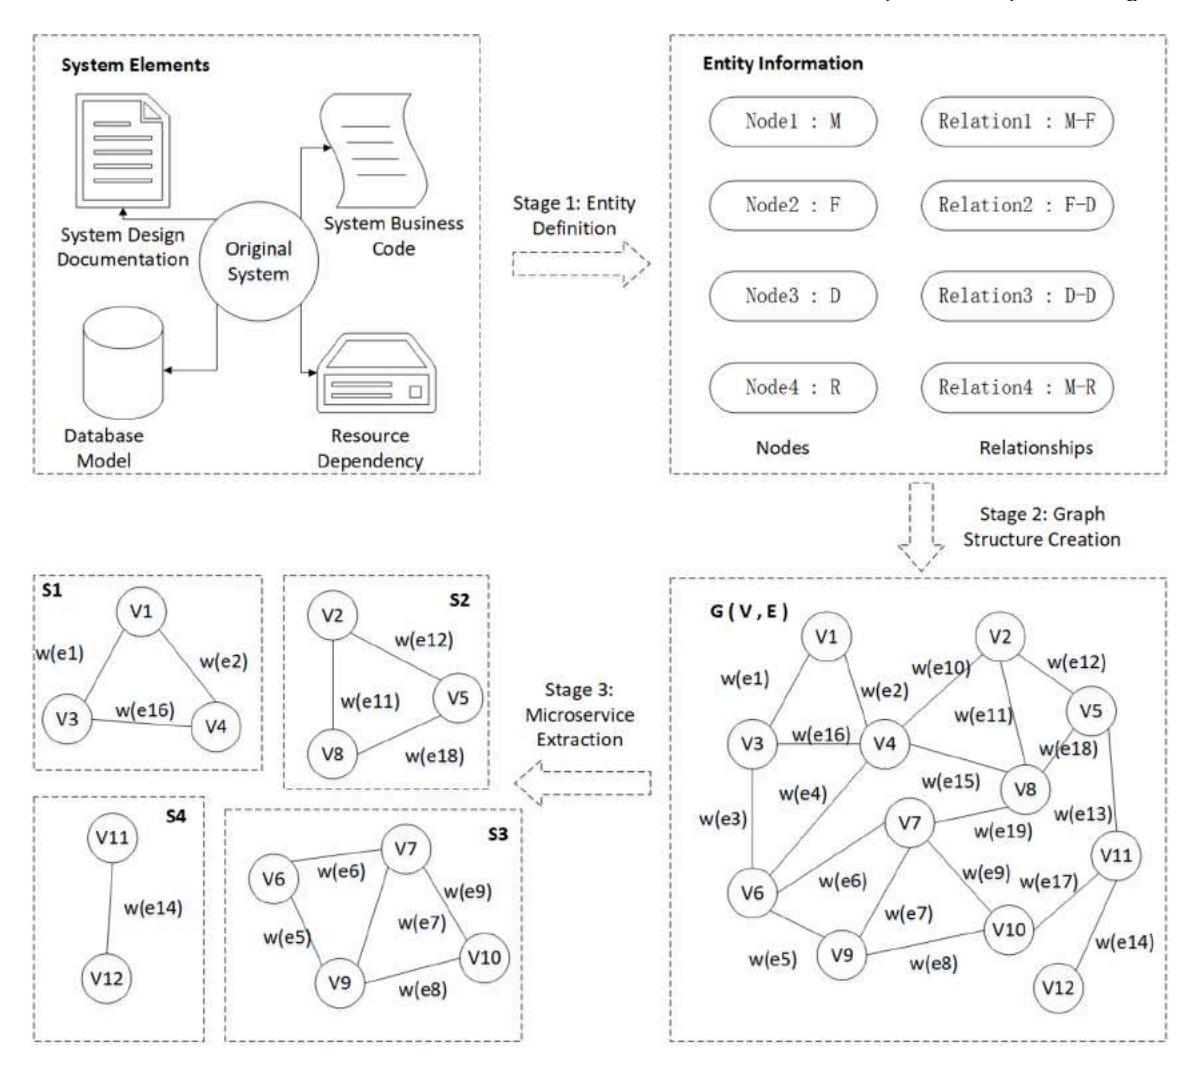 System Elements
System Design
Documentation
Original
System
System Business
Code
Database
Model
Resource
Dependency
Stage 1: Entity
Definition
Entity Information
Node1 : M
Relation1 : M-F
Node2 : F
Relation2 : F-D
Node3 : D
Relation3 : D-D
Node4 : R
Relation4 : M-R
Nodes
Relationships
Stage 2: Graph
Structure Creation
G ( V , E )
V1
V2
w(e1)
w(e2)
w(e10)
w(e12)
w(e11)
V5
V3
w(e16)
V4
w(e18)
w(e15)
V8
w(e4)
w(e3)
V7
w(e19)
w(e13)
V11
V6
w(e6)
w(e9)
w(e17)
w(e7)
V10
w(e5)
V9
w(e8)
w(e14)
V12
Stage 3:
Microservice
Extraction
S1
V1
w(e1)
w(e2)
V3
w(e16)
V4
S2
V2
w(e12)
w(e11)
V5
V8
w(e18)
S4
V11
w(e14)
V12
S3
V7
V6
w(e6)
w(e9)
w(e7)
w(e5)
V10
V9
w(e8)